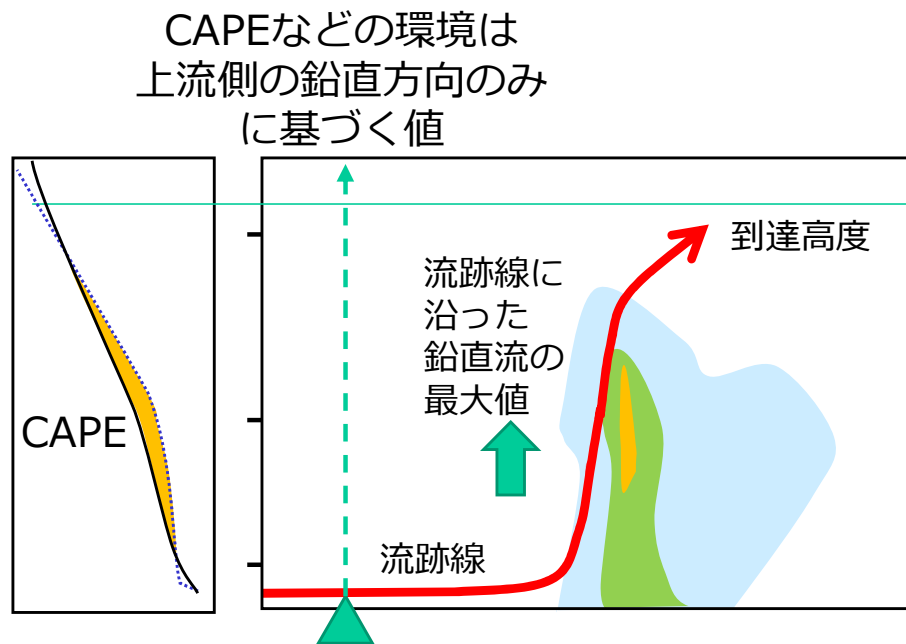 CAPEなどの環境は
上流側の鉛直方向のみ
に基づく値
CAPE
到達高度
流跡線に
沿った
鉛直流の
最大値
流跡線